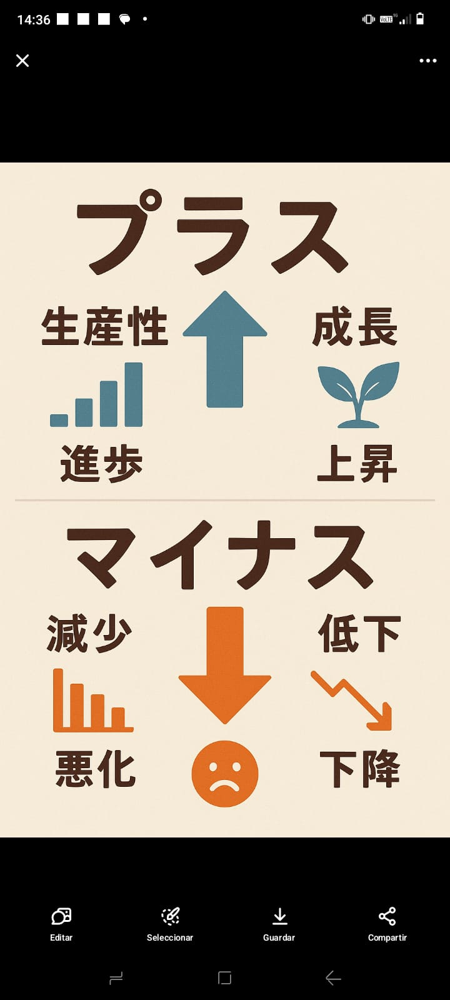 14:36
VoLTE
プラス
生産性 成長
進歩 上昇
マイナス
減少 低下
悪化 下降
Editar Seleccionar Guardar Compartir